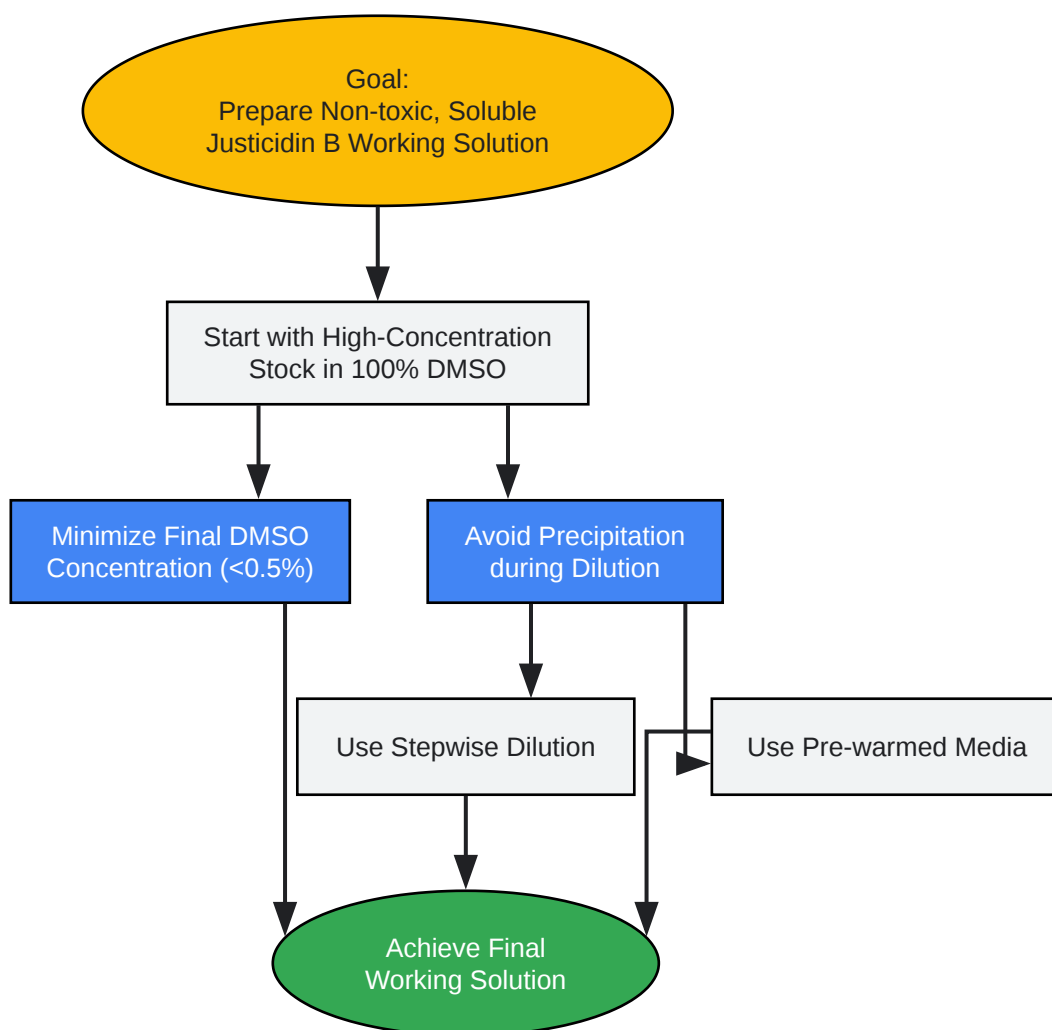 Goal:
Prepare Non-toxic, Soluble
Justicidin B Working Solution
Start with High-Concentration
Stock in 100% DMSO
Minimize Final DMSO
Concentration (<0.5%)
Avoid Precipitation
during Dilution
Use Stepwise Dilution
Use Pre-warmed Media
Achieve Final
Working Solution